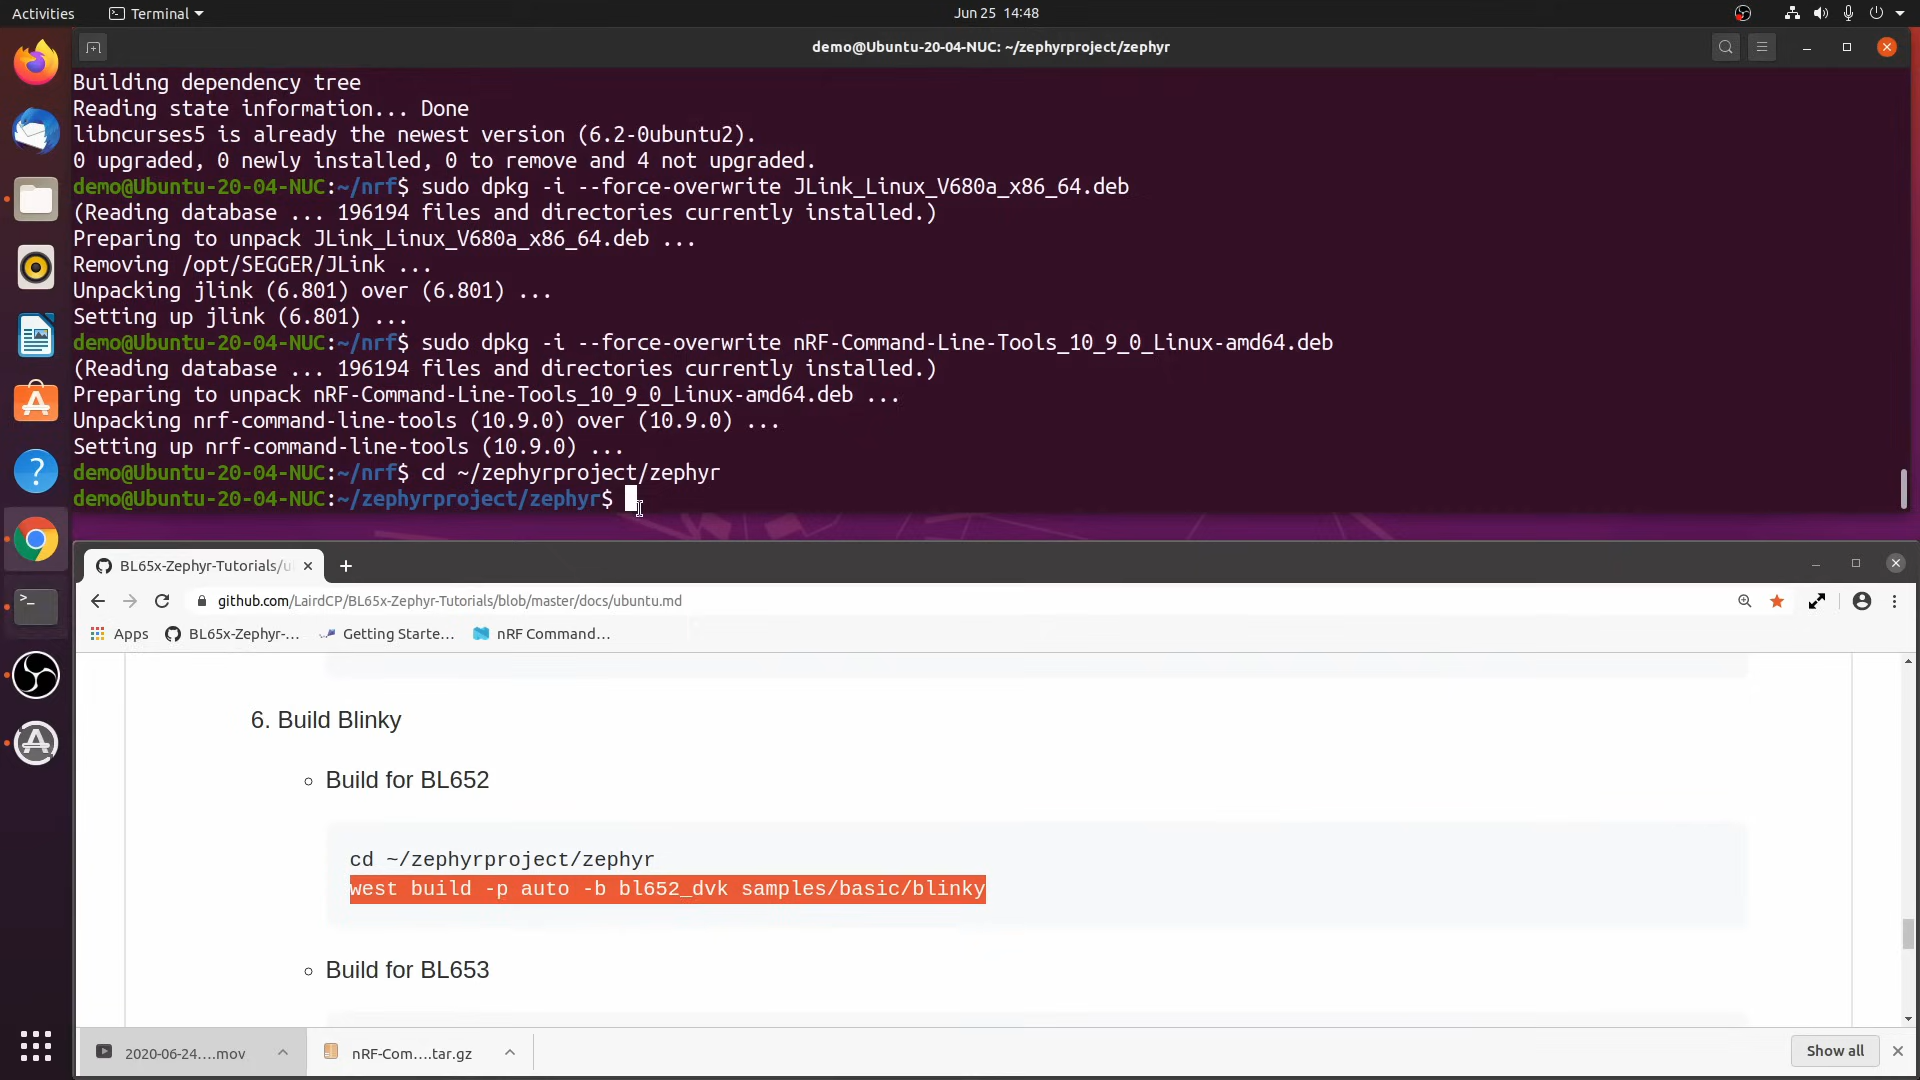 Activities
Terminal
Jun 25 14:48
demo@Ubuntu-20-04-NUC: ~/zephyrproject/zephyr
Building dependency tree
Reading state information... Done
libncurses5 is already the newest version (6.2-0ubuntu2).
0 upgraded, 0 newly installed, 0 to remove and 4 not upgraded.
demo@Ubuntu-20-04-NUC:~/nrf$ sudo dpkg -i --force-overwrite JLink_Linux_V680a_x86_64.deb
(Reading database ... 196194 files and directories currently installed.)
Preparing to unpack JLink_Linux_V680a_x86_64.deb ...
Removing /opt/SEGGER/JLink ...
Unpacking jlink (6.801) over (6.801) ...
Setting up jlink (6.801) ...
demo@Ubuntu-20-04-NUC:~/nrf$ sudo dpkg -i --force-overwrite nRF-Command-Line-Tools_10_9_0_Linux-amd64.deb
(Reading database ... 196194 files and directories currently installed.)
Preparing to unpack nRF-Command-Line-Tools_10_9_0_Linux-amd64.deb ...
Unpacking nrf-command-line-tools (10.9.0) over (10.9.0) ...
Setting up nrf-command-line-tools (10.9.0) ...
demo@Ubuntu-20-04-NUC:~/nrf$ cd ~/zephyrproject/zephyr
demo@Ubuntu-20-04-NUC:~/zephyrproject/zephyr$
BL65x-Zephyr-Tutorials/u
github.com/LairdCP/BL65x-Zephyr-Tutorials/blob/master/docs/ubuntu.md
Apps
BL65x-Zephyr-...
Getting Starte...
nRF Command...
6. Build Blinky
Build for BL652
cd ~/zephyrproject/zephyr
west build -p auto -b bl652_dvk samples/basic/blinky
Build for BL653
2020-06-24....mov
nRF-Com....tar.gz
Show all